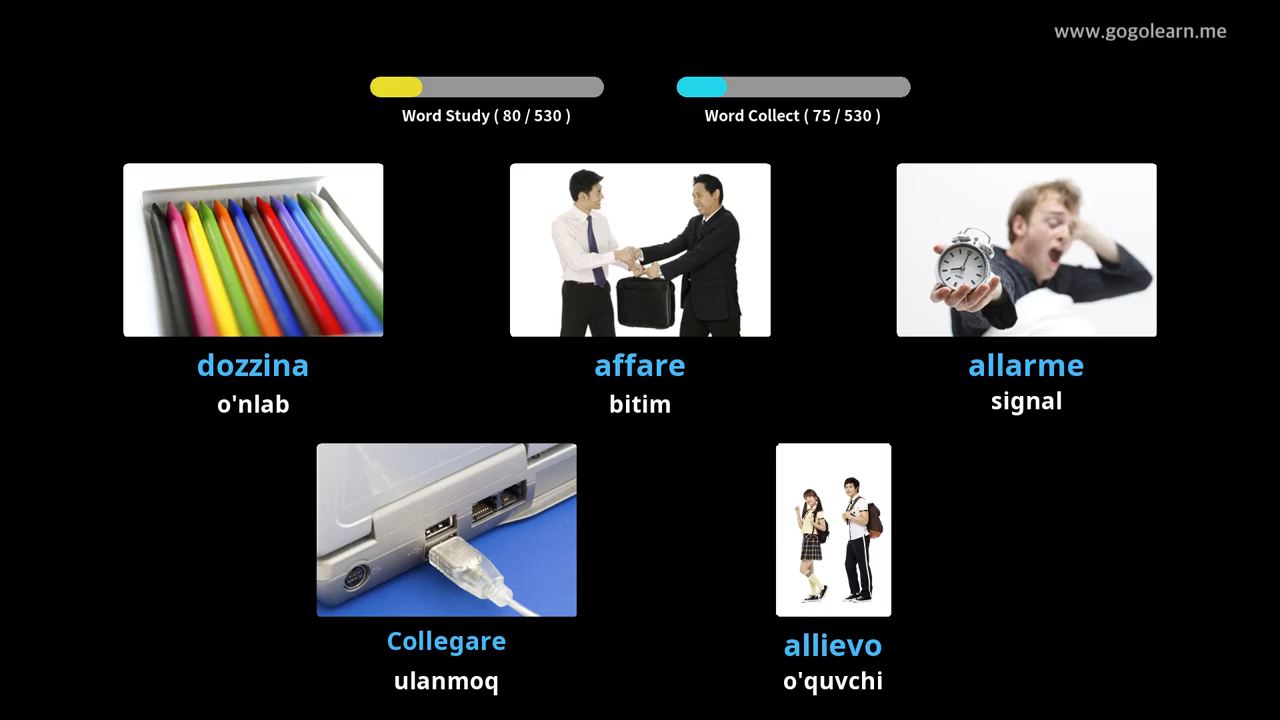 www.gogolearn.me
Word Study ( 80 / 530 )
Word Collect ( 75 / 530 )
dozzina
affare
allarme
o'nlab
bitim
signal
Collegare
allievo
ulanmoq
o'quvchi